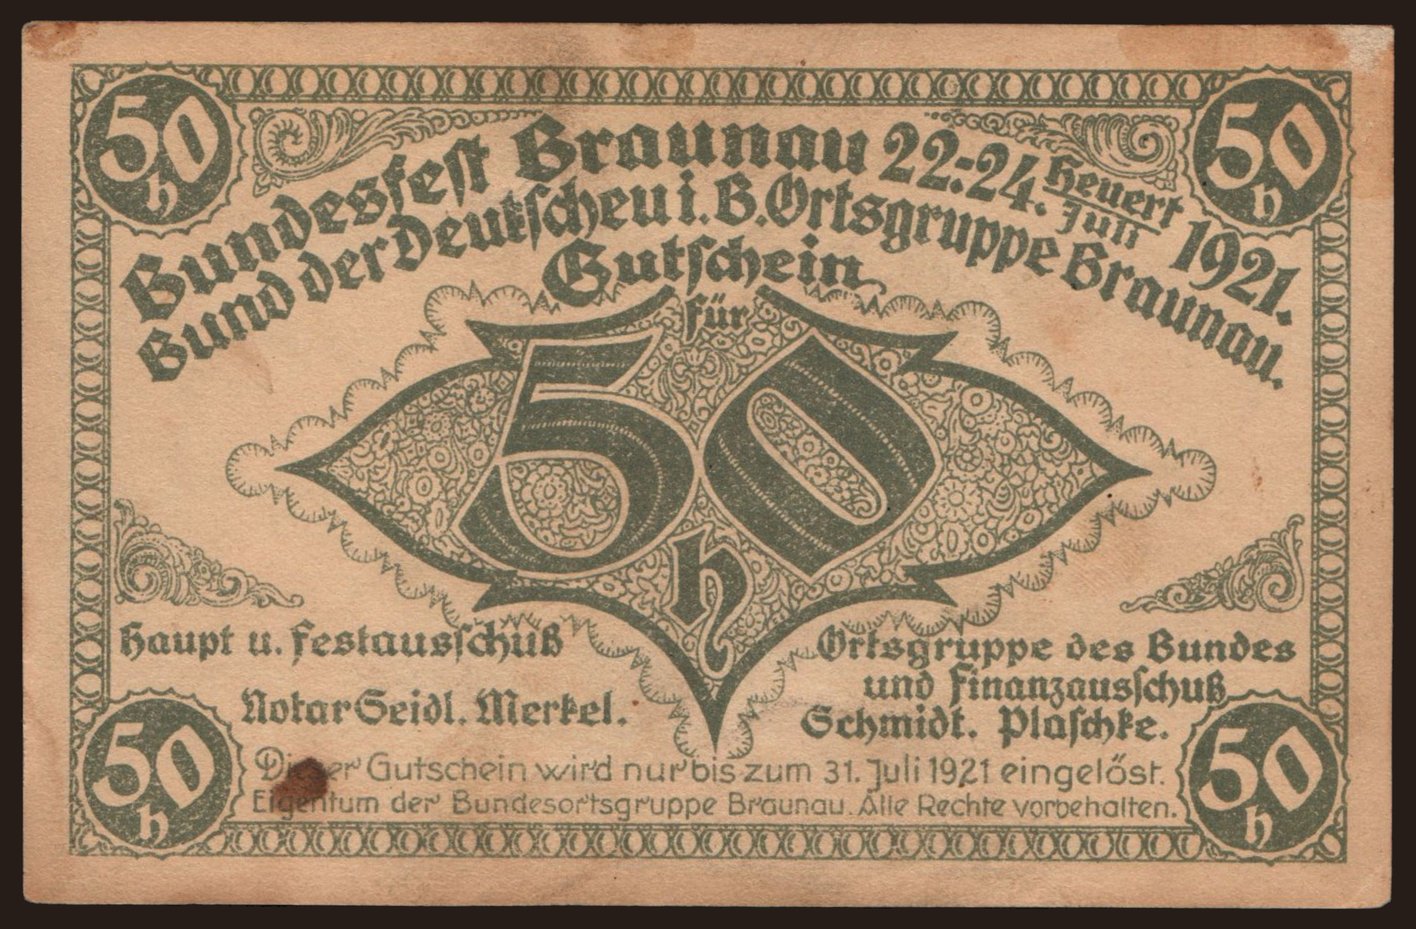 50 h
50 h
Bundesfest Braunau 22.-24. Heuert Juli 1921.
Bund der Deutschen i. B. Ortsgruppe Braunau.
Gutschein
für
50
h
Haupt u. Festausschuß
Notar Seidl. Merkel.
Ortsgruppe des Bundes
und Finanzausschuß
Schmidt. Plaschke.
50 h
50 h
Dieser Gutschein wird nur bis zum 31. Juli 1921 eingelöst.
Eigentum der Bundesortsgruppe Braunau. Alle Rechte vorbehalten.